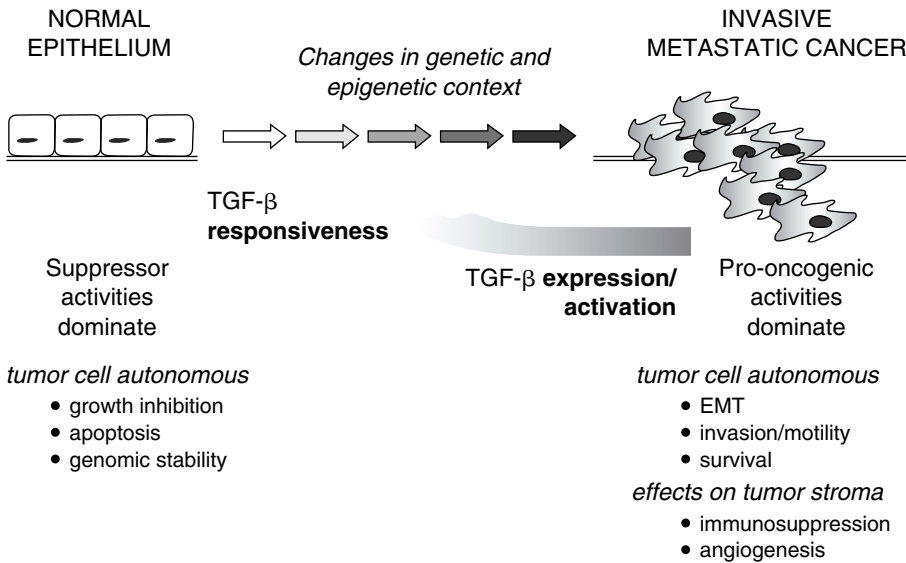 NORMAL
EPITHELIUM
Changes in genetic and
epigenetic context
INVASIVE
METASTATIC CANCER
TGF-β
responsiveness
TGF-β expression/
activation
Suppressor
activities
dominate
Pro-oncogenic
activities
dominate
tumor cell autonomous
• growth inhibition
• apoptosis
• genomic stability
tumor cell autonomous
• EMT
• invasion/motility
• survival
effects on tumor stroma
• immunosuppression
• angiogenesis